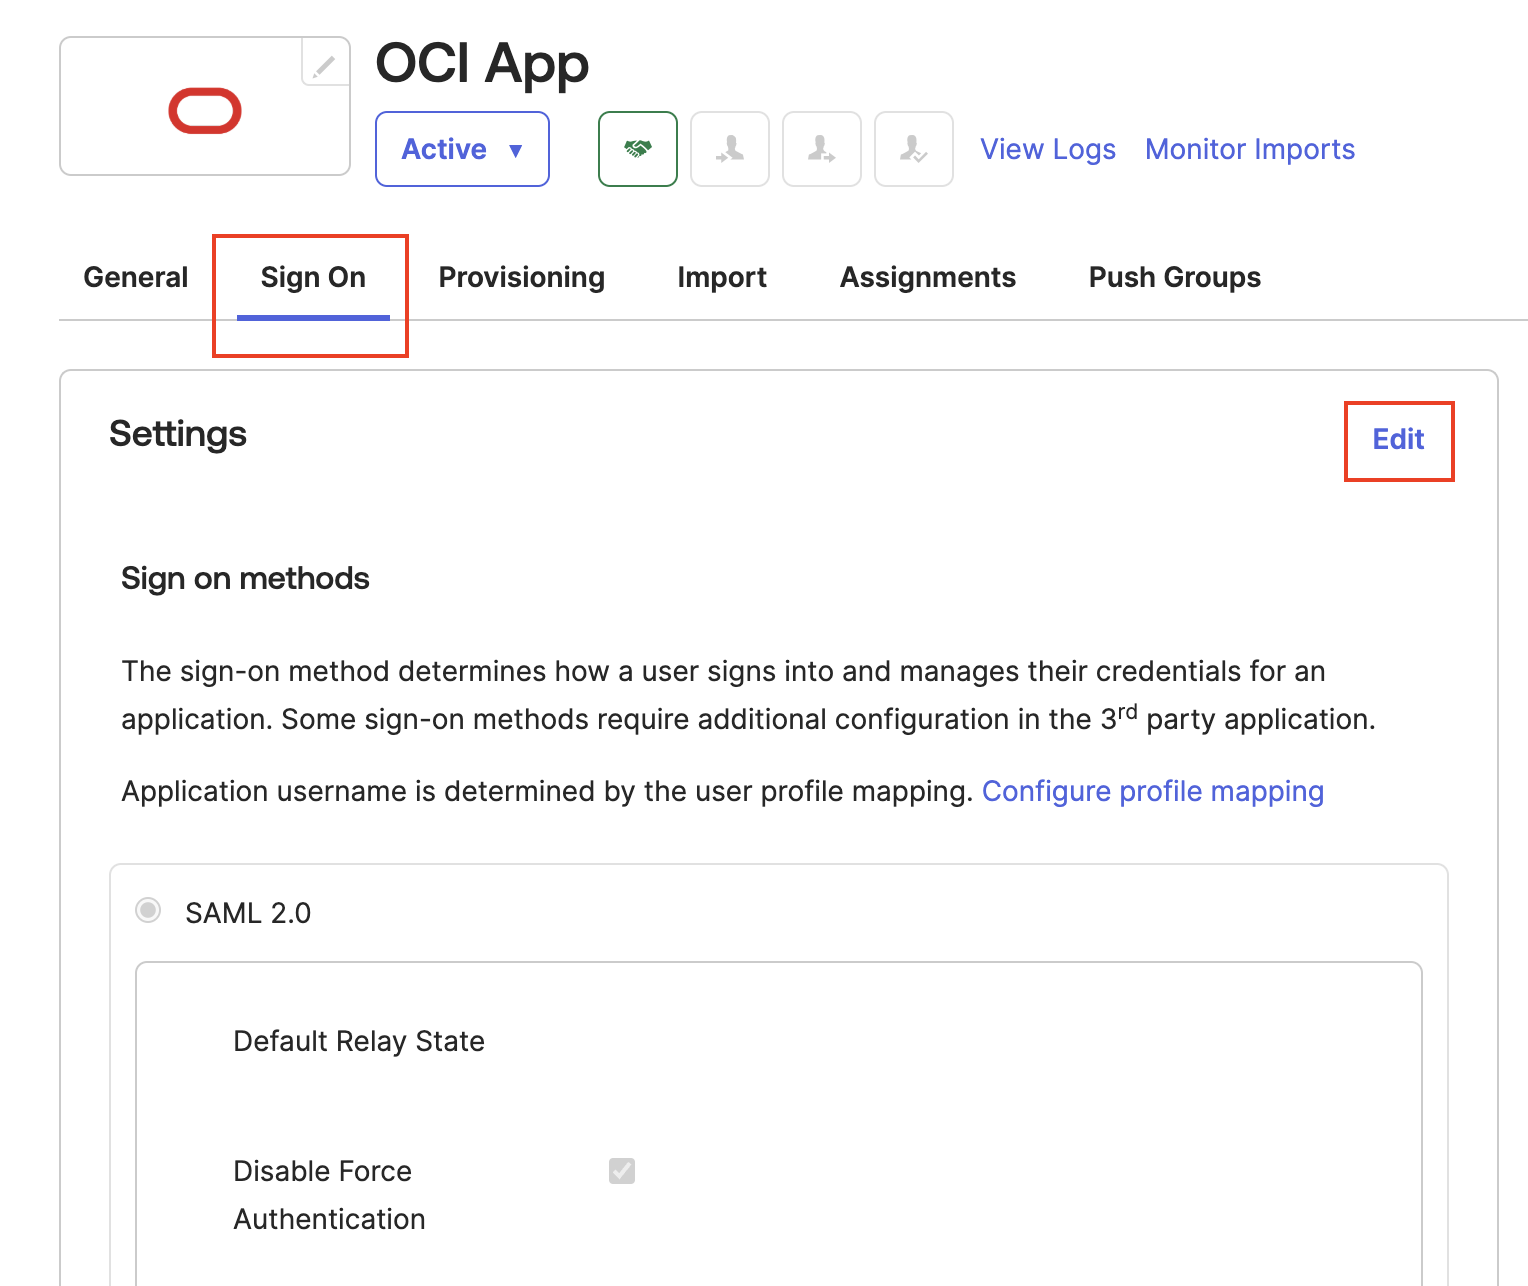 OCI App
Active ▼
View Logs
Monitor Imports
General
Sign On
Provisioning
Import
Assignments
Push Groups
Settings
Edit
Sign on methods
The sign-on method determines how a user signs into and manages their credentials for an
application. Some sign-on methods require additional configuration in the 3rd party application.
Application username is determined by the user profile mapping. Configure profile mapping
SAML 2.0
Default Relay State
Disable Force
Authentication